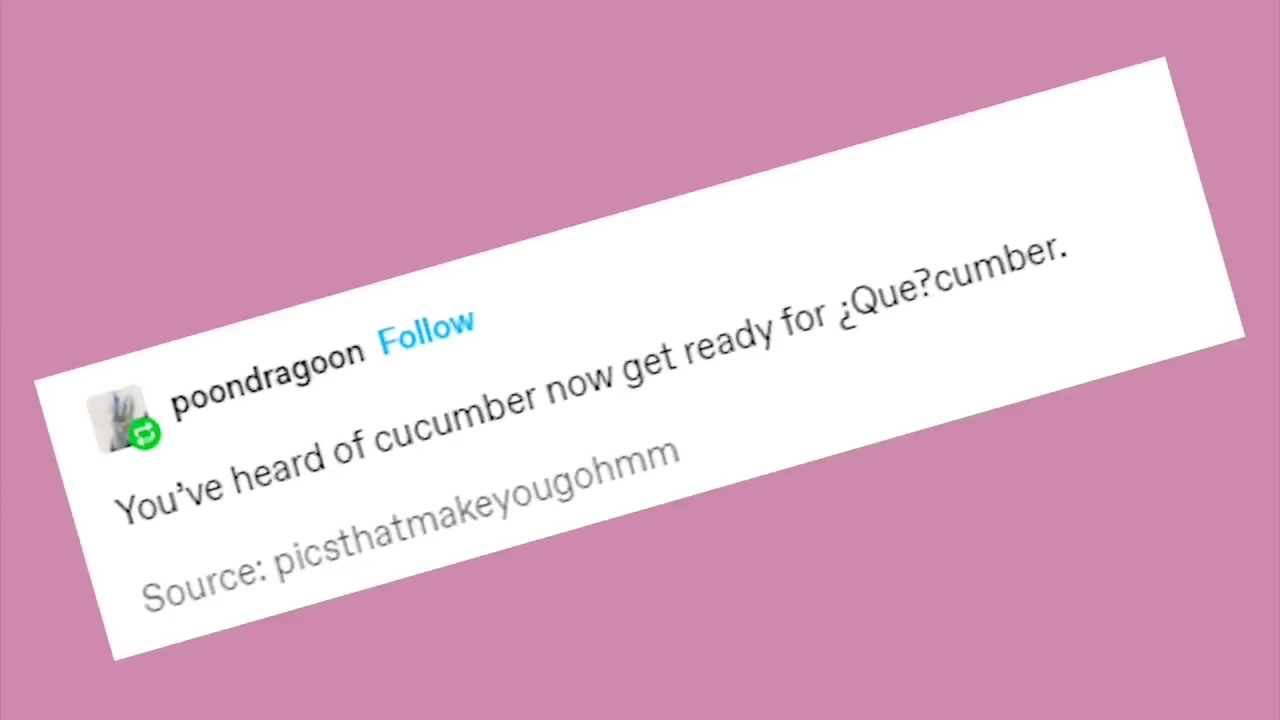 poondragoon Follow
You've heard of cucumber now get ready for ¿Que?cumber.
Source: picsthatmakeyougohmm